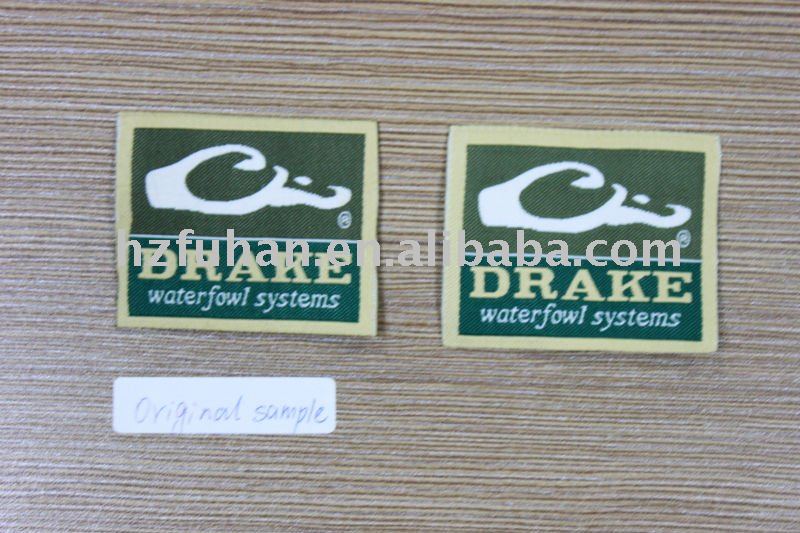 ®
®
hzfuhan.en.alibaba.com
DRAKE
waterfowl systems
DRAKE
waterfowl systems
Original sample